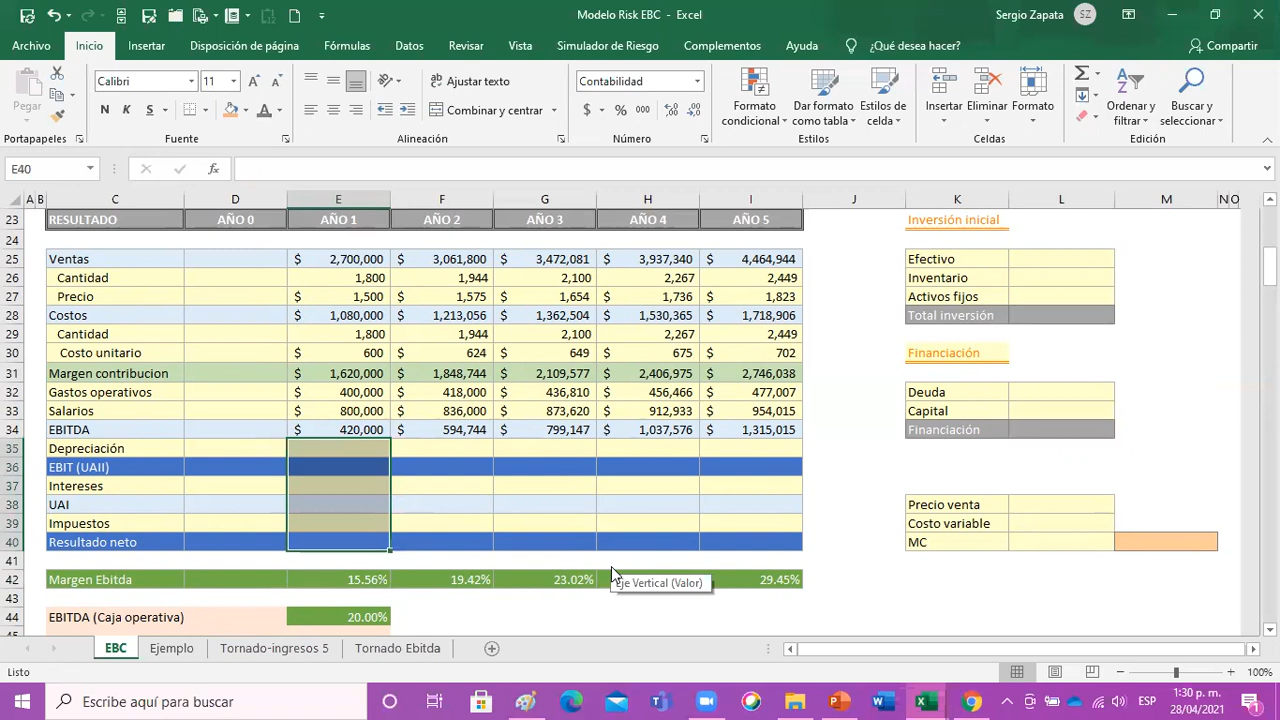 Modelo Risk EBC - Excel
Sergio Zapata
SZ
Archivo Inicio Insertar Disposición de página Fórmulas Datos Revisar Vista Simulador de Riesgo Complementos Ayuda ¿Qué desea hacer? Compartir
Pegar
Calibri 11
N K S
Ajustar texto
Combinar y centrar
Contabilidad
$ % 000
Formato condicional
Dar formato como tabla
Estilos de celda
Insertar Eliminar Formato
Ordenar y filtrar
Buscar y seleccionar
Portapapeles Fuente Alineación Número Estilos Celdas Edición
E40
fx
A B C D E F G H I J K L M N O
23 RESULTADO AÑO 0 AÑO 1 AÑO 2 AÑO 3 AÑO 4 AÑO 5 Inversión inicial
24
25 Ventas $ 2,700,000 $ 3,061,800 $ 3,472,081 $ 3,937,340 $ 4,464,944 Efectivo
26 Cantidad 1,800 1,944 2,100 2,267 2,449 Inventario
27 Precio $ 1,500 $ 1,575 $ 1,654 $ 1,736 $ 1,823 Activos fijos
28 Costos $ 1,080,000 $ 1,213,056 $ 1,362,504 $ 1,530,365 $ 1,718,906 Total inversión
29 Cantidad 1,800 1,944 2,100 2,267 2,449
30 Costo unitario $ 600 $ 624 $ 649 $ 675 $ 702 Financiación
31 Margen contribucion $ 1,620,000 $ 1,848,744 $ 2,109,577 $ 2,406,975 $ 2,746,038
32 Gastos operativos $ 400,000 $ 418,000 $ 436,810 $ 456,466 $ 477,007 Deuda
33 Salarios $ 800,000 $ 836,000 $ 873,620 $ 912,933 $ 954,015 Capital
34 EBITDA $ 420,000 $ 594,744 $ 799,147 $ 1,037,576 $ 1,315,015 Financiación
35 Depreciación
36 EBIT (UAII)
37 Intereses
38 UAI Precio venta
39 Impuestos Costo variable
40 Resultado neto MC
41
42 Margen Ebitda 15.56% 19.42% 23.02% 29.45%
Eje Vertical (Valor)
43
44 EBITDA (Caja operativa) 20.00%
45
EBC Ejemplo Tornado-ingresos 5 Tornado Ebitda
Listo
100%
Escribe aquí para buscar
ESP
1:30 p. m.
28/04/2021
1